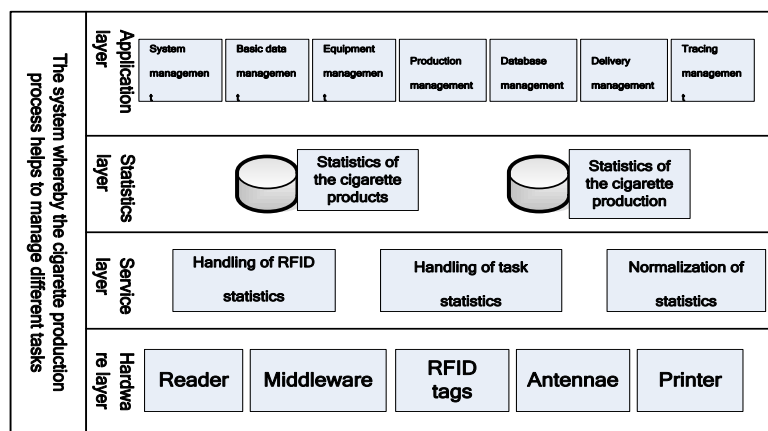 The system whereby the cigarette production
process helps to manage different tasks
Application
layer
System
managemen
t
Basic data
managemen
t
Equipment
managemen
t
Production
management
Database
management
Delivery
management
Tracing
managemen
t
Statistics
layer
Statistics of
the cigarette
products
Statistics of
the cigarette
production
Service
layer
Handling of RFID
statistics
Handling of task
statistics
Normalization of
statistics
Hardwa
re layer
Reader
Middleware
RFID
tags
Antennae
Printer